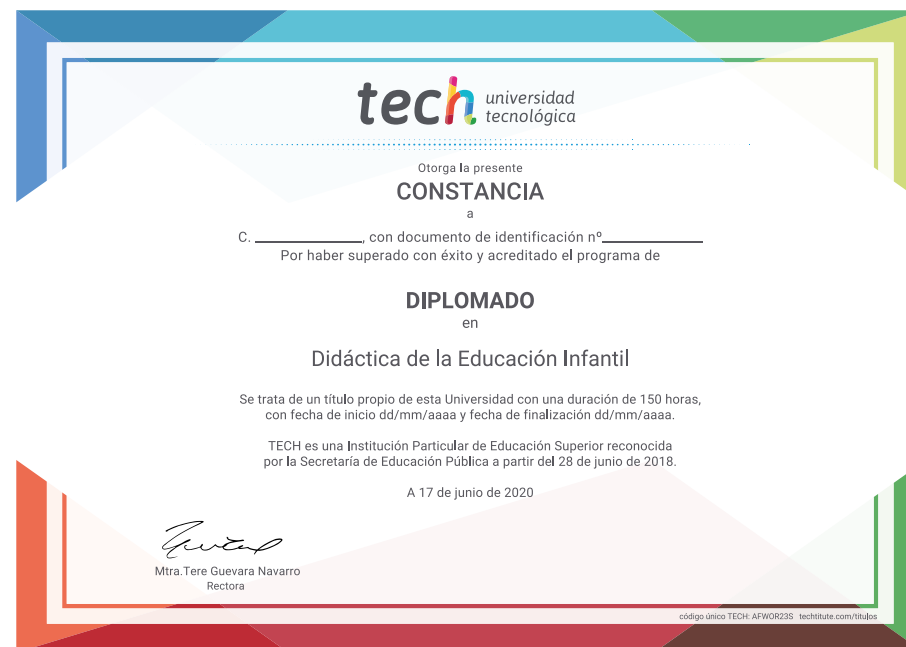 tech universidad
tecnológica
Otorga la presente
CONSTANCIA
a
C. ______________, con documento de identificación nº_____________
Por haber superado con éxito y acreditado el programa de
DIPLOMADO
en
Didáctica de la Educación Infantil
Se trata de un título propio de esta Universidad con una duración de 150 horas,
con fecha de inicio dd/mm/aaaa y fecha de finalización dd/mm/aaaa.
TECH es una Institución Particular de Educación Superior reconocida
por la Secretaría de Educación Pública a partir del 28 de junio de 2018.
A 17 de junio de 2020
Mtra.Tere Guevara Navarro
Rectora
código único TECH: AFWOR23S techtitute.com/titulos